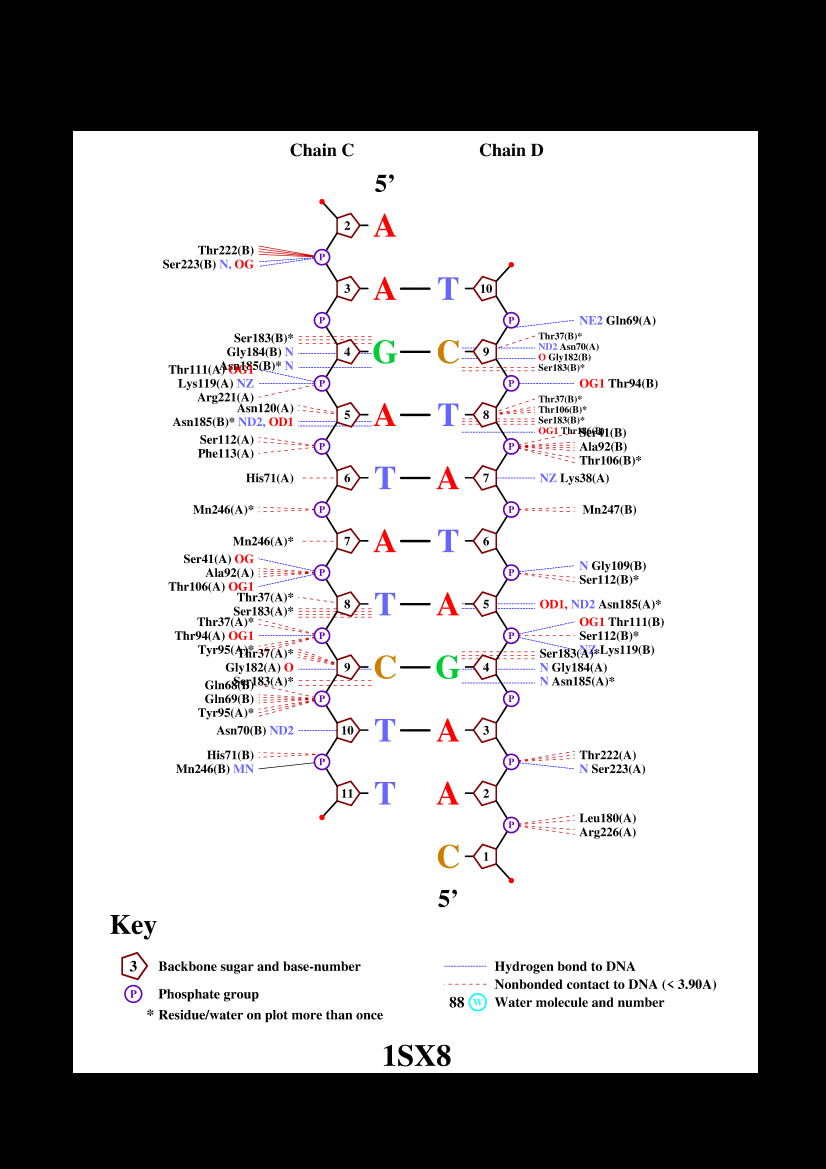 Chain C
Chain D
5’
2 A
Thr222(B)
Ser223(B) N, OG
3 A T 10
NE2 Gln69(A)
Thr37(B)*
Ser183(B)*
ND2 Asn70(A)
Gly184(B) N
4 G C 9
O Gly182(B)
Asn185(B)* N
Ser183(B)*
Thr111(A) OG1
Lys119(A) NZ
OG1 Thr94(B)
Arg221(A)
Thr37(B)*
Asn120(A)
Thr106(B)*
5 A T 8
Asn185(B)* ND2, OD1
Ser183(B)*
OG1
Ser41(B)
Ser112(A)
Ala92(B)
Phe113(A)
Thr106(B)*
His71(A)
6 T A 7
NZ Lys38(A)
Mn246(A)*
Mn247(B)
Mn246(A)*
7 A T 6
Ser41(A) OG
N Gly109(B)
Ala92(A)
Ser112(B)*
Thr106(A) OG1
Thr37(A)*
8 T A 5
OD1, ND2 Asn185(A)*
Ser183(A)*
Thr37(A)*
OG1 Thr111(B)
Thr94(A) OG1
Ser112(B)*
Tyr95(A)*
NZ Lys119(B)
Thr37(A)*
Ser183(A)*
Gly182(A) O
9 C G 4
N Gly184(A)
Ser183(A)*
N Asn185(A)*
Gln68(B)
Gln69(B)
Tyr95(A)*
Asn70(B) ND2
10 T A 3
His71(B)
Thr222(A)
Mn246(B) MN
N Ser223(A)
11 T A 2
Leu180(A)
Arg226(A)
C 1
5’
Key
3 Backbone sugar and base-number
Hydrogen bond to DNA
Nonbonded contact to DNA (< 3.90A)
P Phosphate group
88 W Water molecule and number
* Residue/water on plot more than once
1SX8